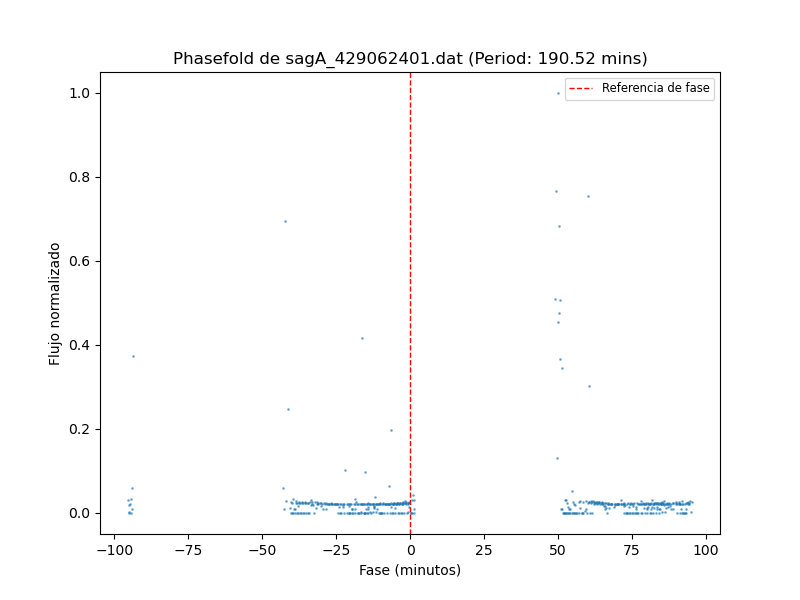 Phasefold de sagA_429062401.dat (Period: 190.52 mins)
Referencia de fase
1.0
0.8
0.6
0.4
0.2
0.0
Flujo normalizado
−100 −75 −50 −25 0 25 50 75 100
Fase (minutos)